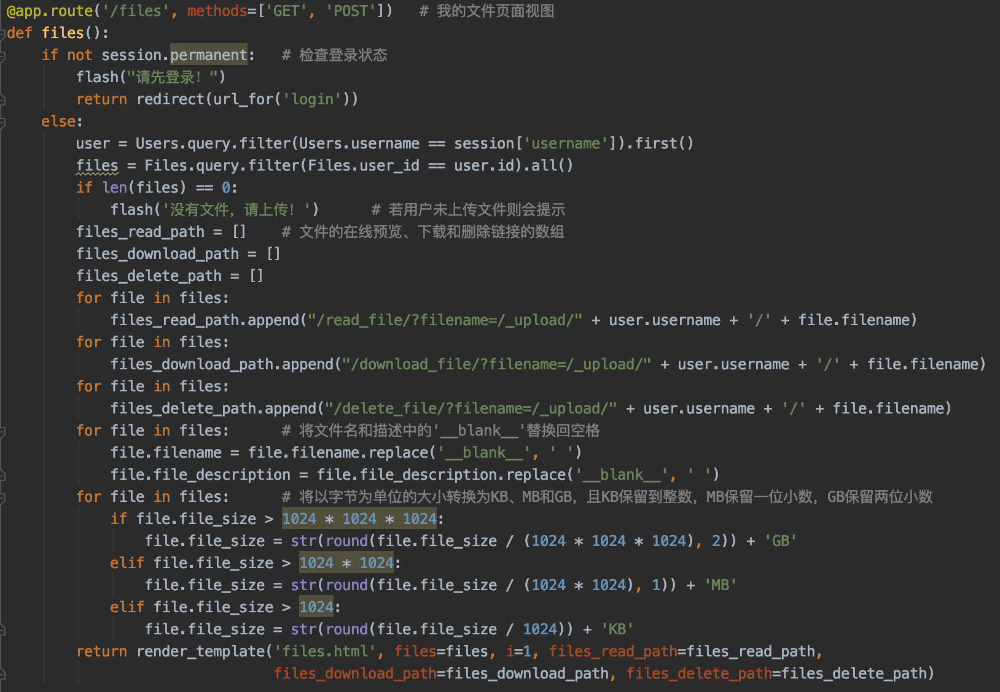 @app.route('/files', methods=['GET', 'POST'])   # 我的文件页面视图
def files():
    if not session.permanent:   # 检查登录状态
        flash("请先登录！")
        return redirect(url_for('login'))
    else:
        user = Users.query.filter(Users.username == session['username']).first()
        files = Files.query.filter(Files.user_id == user.id).all()
        if len(files) == 0:
            flash('没有文件，请上传！')      # 若用户未上传文件则会提示
        files_read_path = []    # 文件的在线预览、下载和删除链接的数组
        files_download_path = []
        files_delete_path = []
        for file in files:
            files_read_path.append("/read_file/?filename=/_upload/" + user.username + '/' + file.filename)
        for file in files:
            files_download_path.append("/download_file/?filename=/_upload/" + user.username + '/' + file.filename)
        for file in files:
            files_delete_path.append("/delete_file/?filename=/_upload/" + user.username + '/' + file.filename)
        for file in files:      # 将文件名和描述中的'__blank__'替换回空格
            file.filename = file.filename.replace('__blank__', ' ')
            file.file_description = file.file_description.replace('__blank__', ' ')
        for file in files:      # 将以字节为单位的大小转换为KB、MB和GB，且KB保留到整数，MB保留一位小数，GB保留两位小数
            if file.file_size > 1024 * 1024 * 1024:
                file.file_size = str(round(file.file_size / (1024 * 1024 * 1024), 2)) + 'GB'
            elif file.file_size > 1024 * 1024:
                file.file_size = str(round(file.file_size / (1024 * 1024), 1)) + 'MB'
            elif file.file_size > 1024:
                file.file_size = str(round(file.file_size / 1024)) + 'KB'
        return render_template('files.html', files=files, i=1, files_read_path=files_read_path,
                               files_download_path=files_download_path, files_delete_path=files_delete_path)